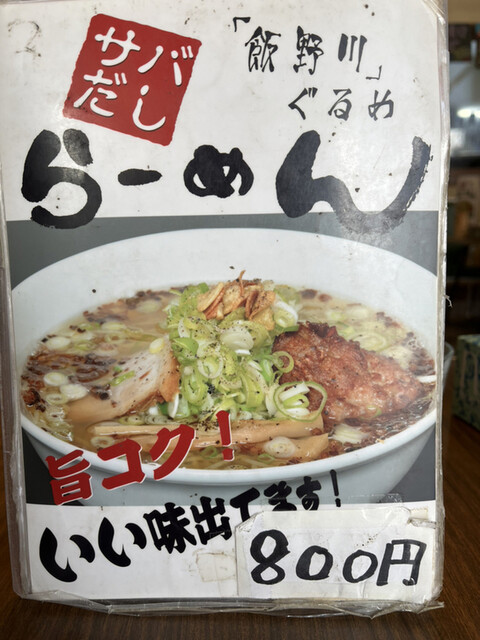 サバだし
「飯野川」
ぐるめ
らーめん
旨コク！
いい味出てます！
800円